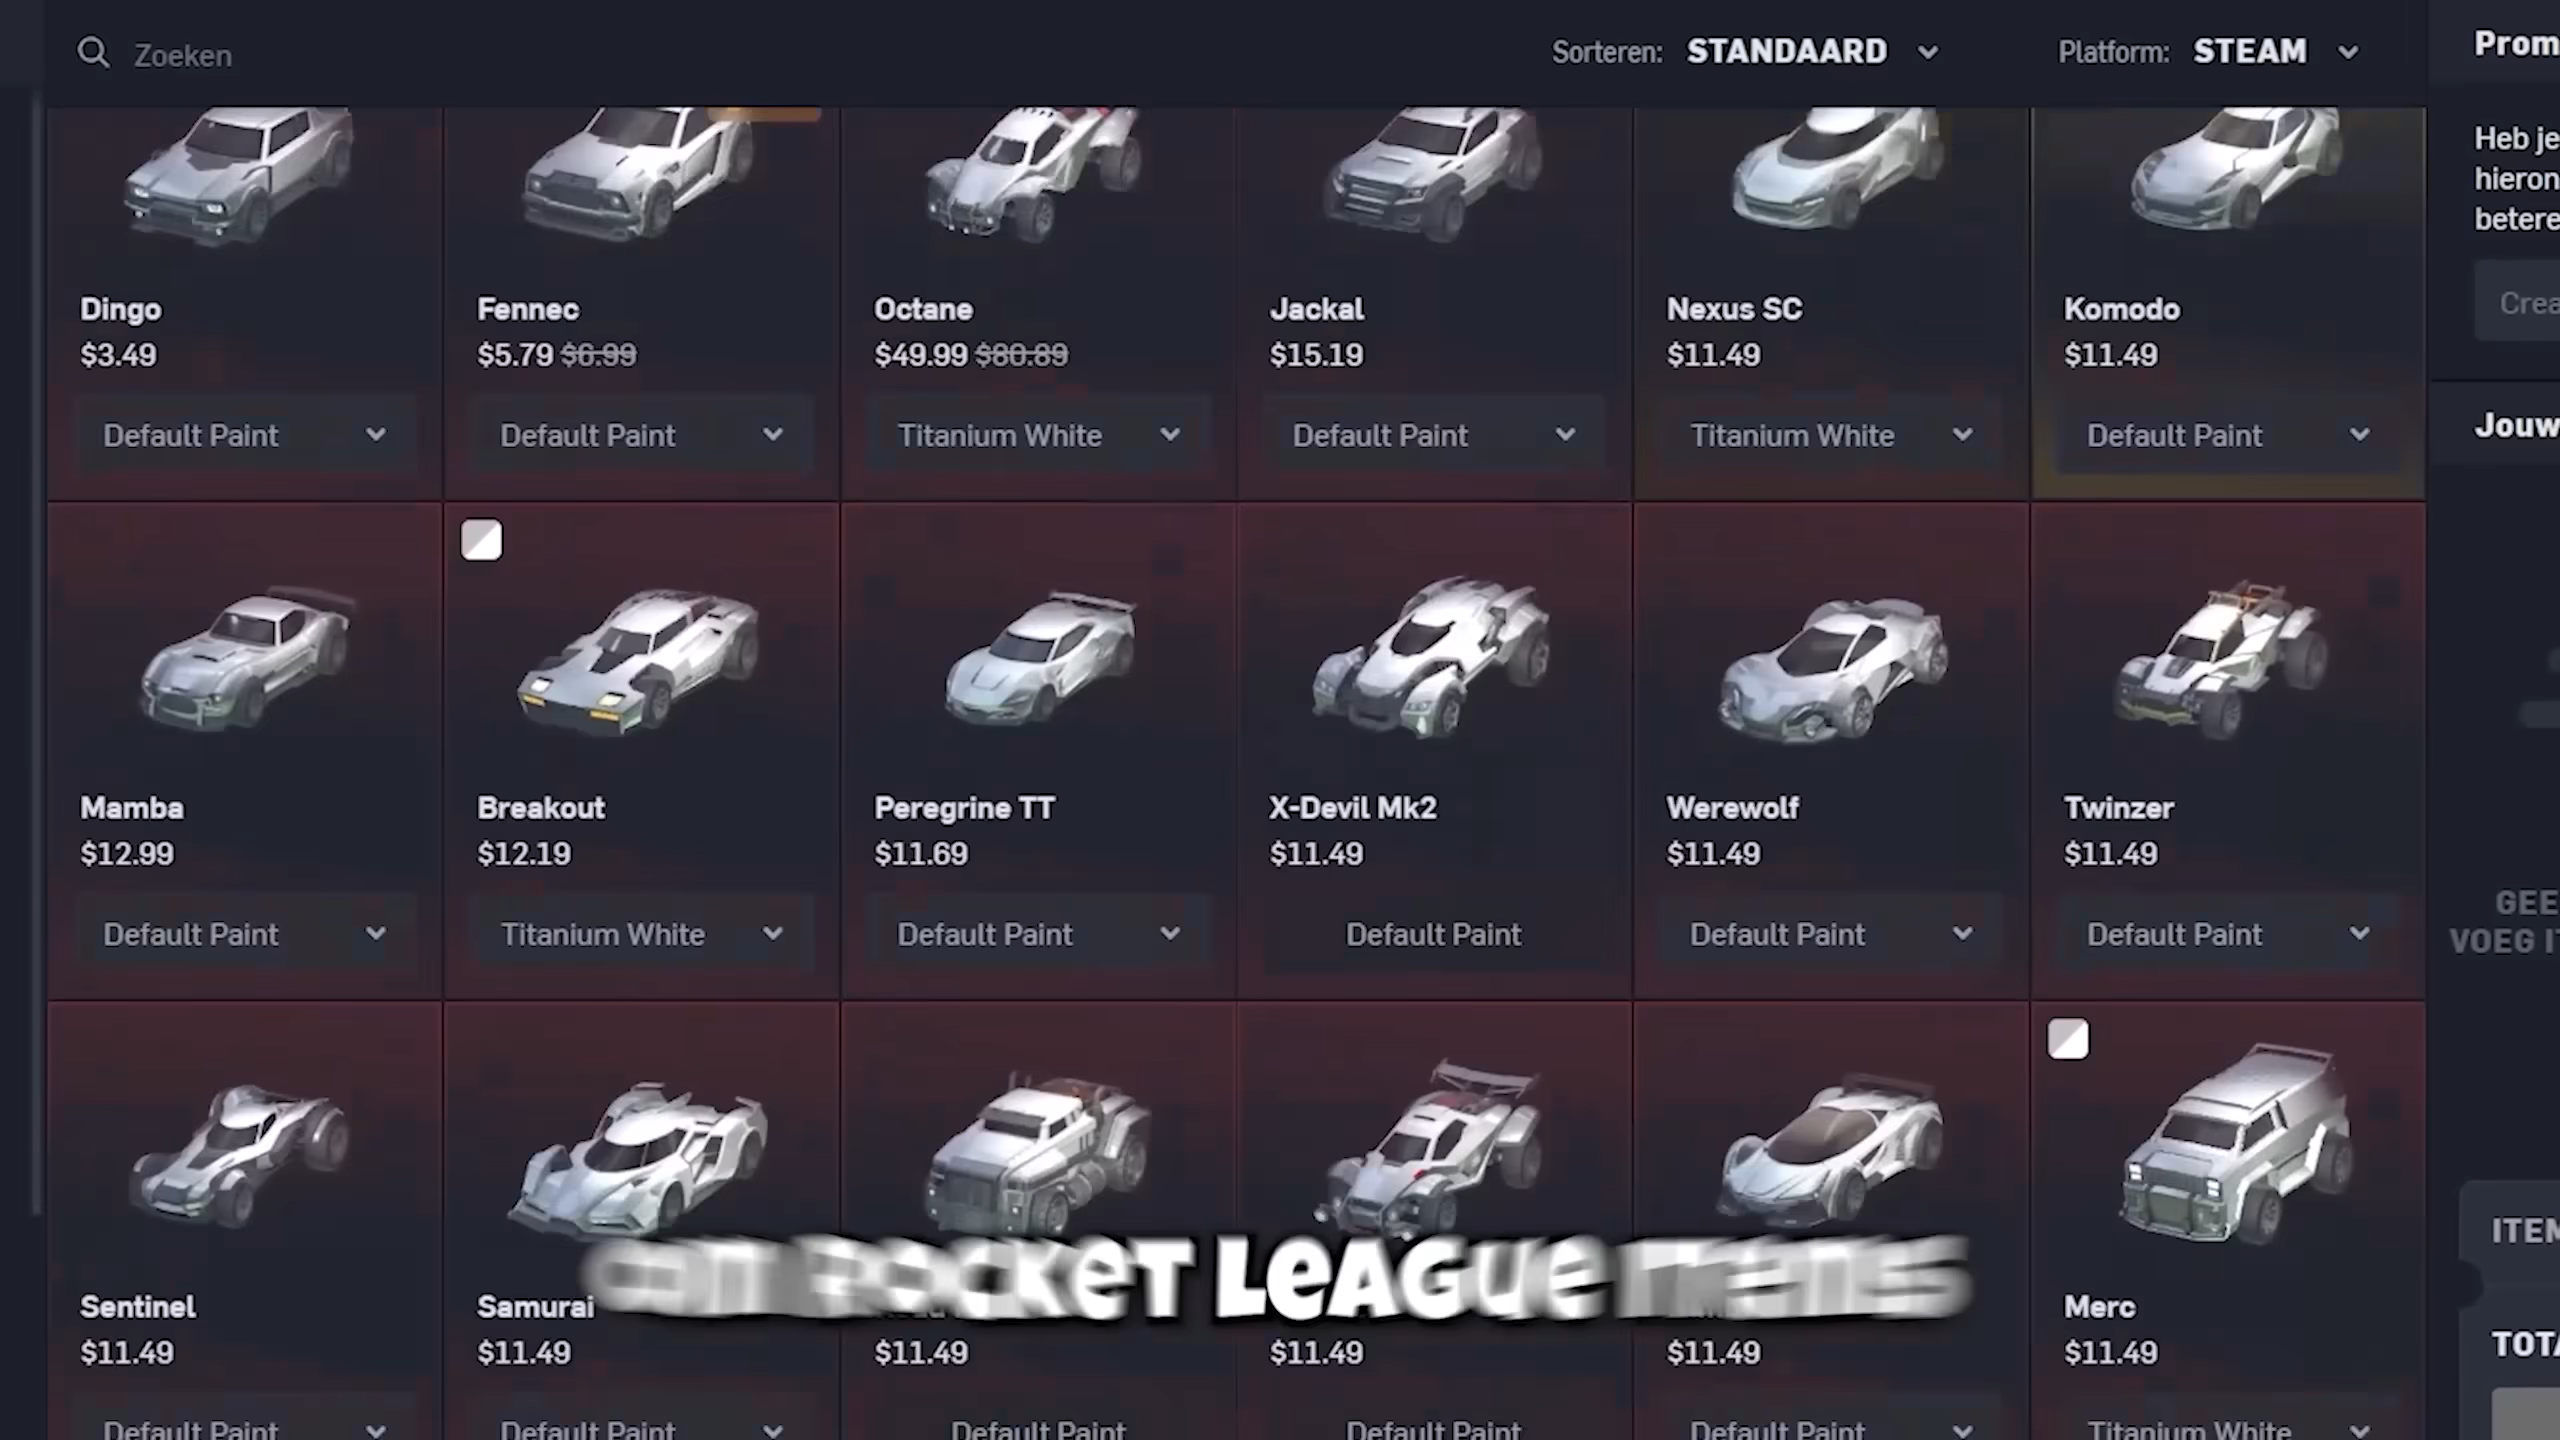 Zoeken
Sorteren: STANDAARD
Platform: STEAM
Prom
Heb je
hieron
betere
Crea
Jouw
Dingo
$3.49
Default Paint
Fennec
$5.79 $6.99
Default Paint
Octane
$49.99 $80.89
Titanium White
Jackal
$15.19
Default Paint
Nexus SC
$11.49
Titanium White
Komodo
$11.49
Default Paint
Mamba
$12.99
Default Paint
Breakout
$12.19
Titanium White
Peregrine TT
$11.69
Default Paint
X-Devil Mk2
$11.49
Default Paint
Werewolf
$11.49
Default Paint
Twinzer
$11.49
Default Paint
GEE
VOEG IT
Sentinel
$11.49
Default Paint
Samurai
$11.49
Default Paint
$11.49
Default Paint
$11.49
Default Paint
$11.49
Default Paint
Merc
$11.49
Titanium White
ROCKET LEAGUE ITEMS
ITEM
TOTA